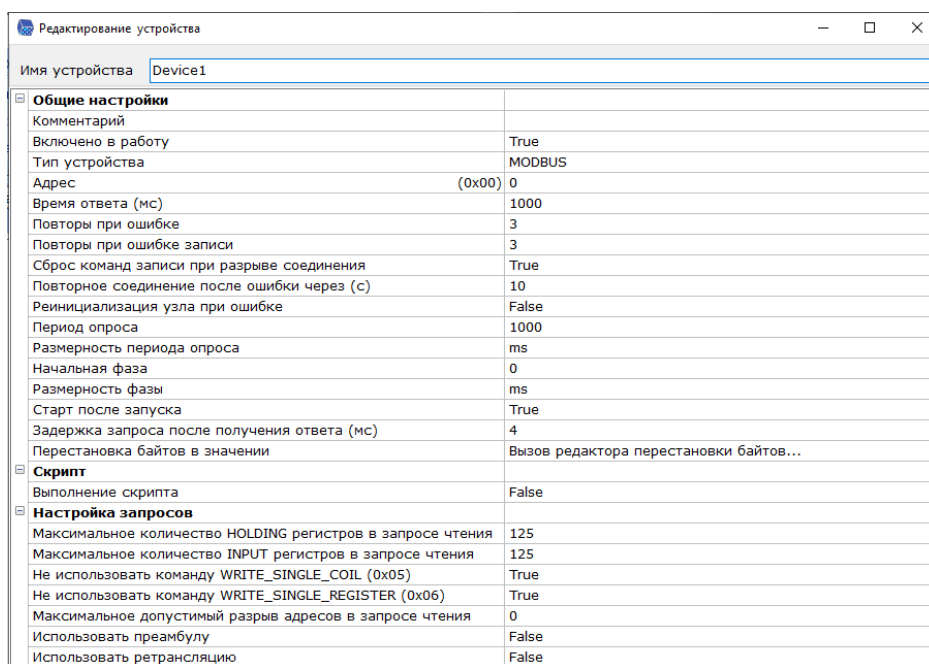 Редактирование устройства
Имя устройства Device1
Общие настройки
Комментарий
Включено в работу True
Тип устройства MODBUS
Адрес (0x00) 0
Время ответа (мс) 1000
Повторы при ошибке 3
Повторы при ошибке записи 3
Сброс команд записи при разрыве соединения True
Повторное соединение после ошибки через (с) 10
Реинициализация узла при ошибке False
Период опроса 1000
Размерность периода опроса ms
Начальная фаза 0
Размерность фазы ms
Старт после запуска True
Задержка запроса после получения ответа (мс) 4
Перестановка байтов в значении Вызов редактора перестановки байтов...
Скрипт
Выполнение скрипта False
Настройка запросов
Максимальное количество HOLDING регистров в запросе чтения 125
Максимальное количество INPUT регистров в запросе чтения 125
Не использовать команду WRITE_SINGLE_COIL (0x05) True
Не использовать команду WRITE_SINGLE_REGISTER (0x06) True
Максимальное допустимый разрыв адресов в запросе чтения 0
Использовать преамбулу False
Использовать ретрансляцию False